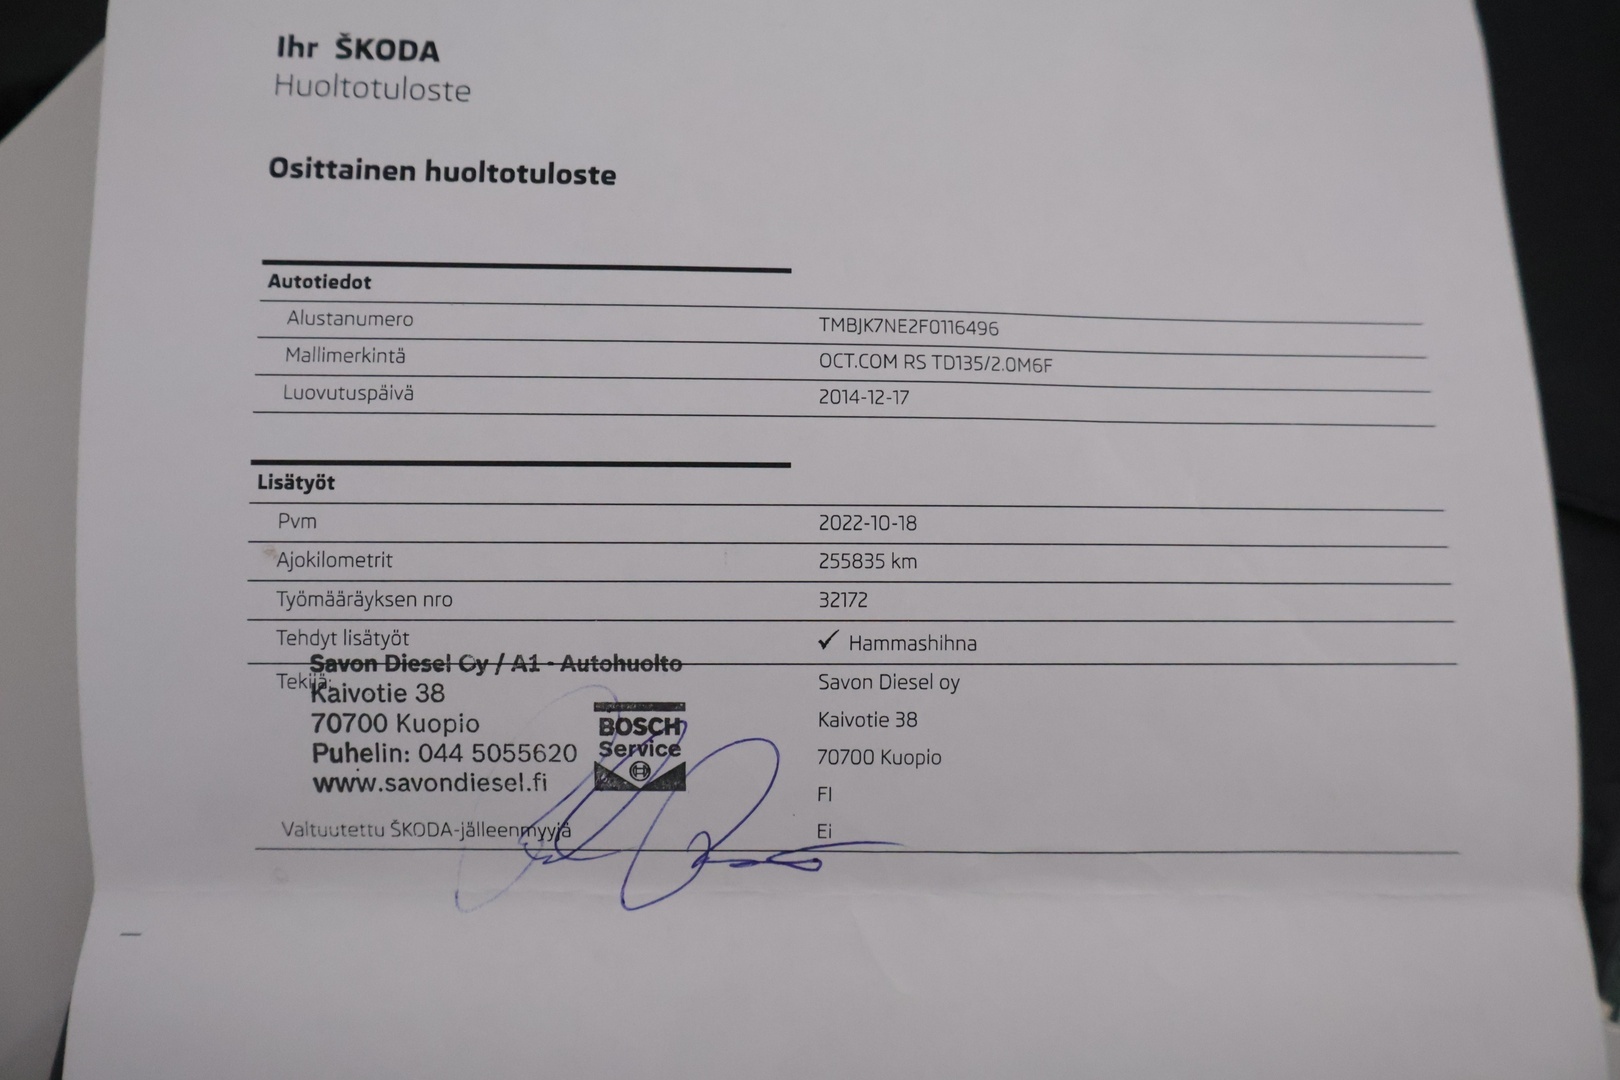 Ihr ŠKODA
Huoltotuloste
Osittainen huoltotuloste
Autotiedot
Alustanumero TMBJK7NE2F0116496
Mallimerkintä OCT.COM RS TD135/2.0M6F
Luovutuspäivä 2014-12-17
Lisätyöt
Pvm 2022-10-18
Ajokilometrit 255835 km
Työmääräyksen nro 32172
Tehdyt lisätyöt ✓ Hammashihna
Tekijä: Savon Diesel oy
Kaivotie 38
70700 Kuopio
FI
Savon Diesel Oy / A1 - Autohuolto
Kaivotie 38
70700 Kuopio
Puhelin: 044 5055620
www.savondiesel.fi
BOSCH
Service
Valtuutettu ŠKODA-jälleenmyyjä Ei